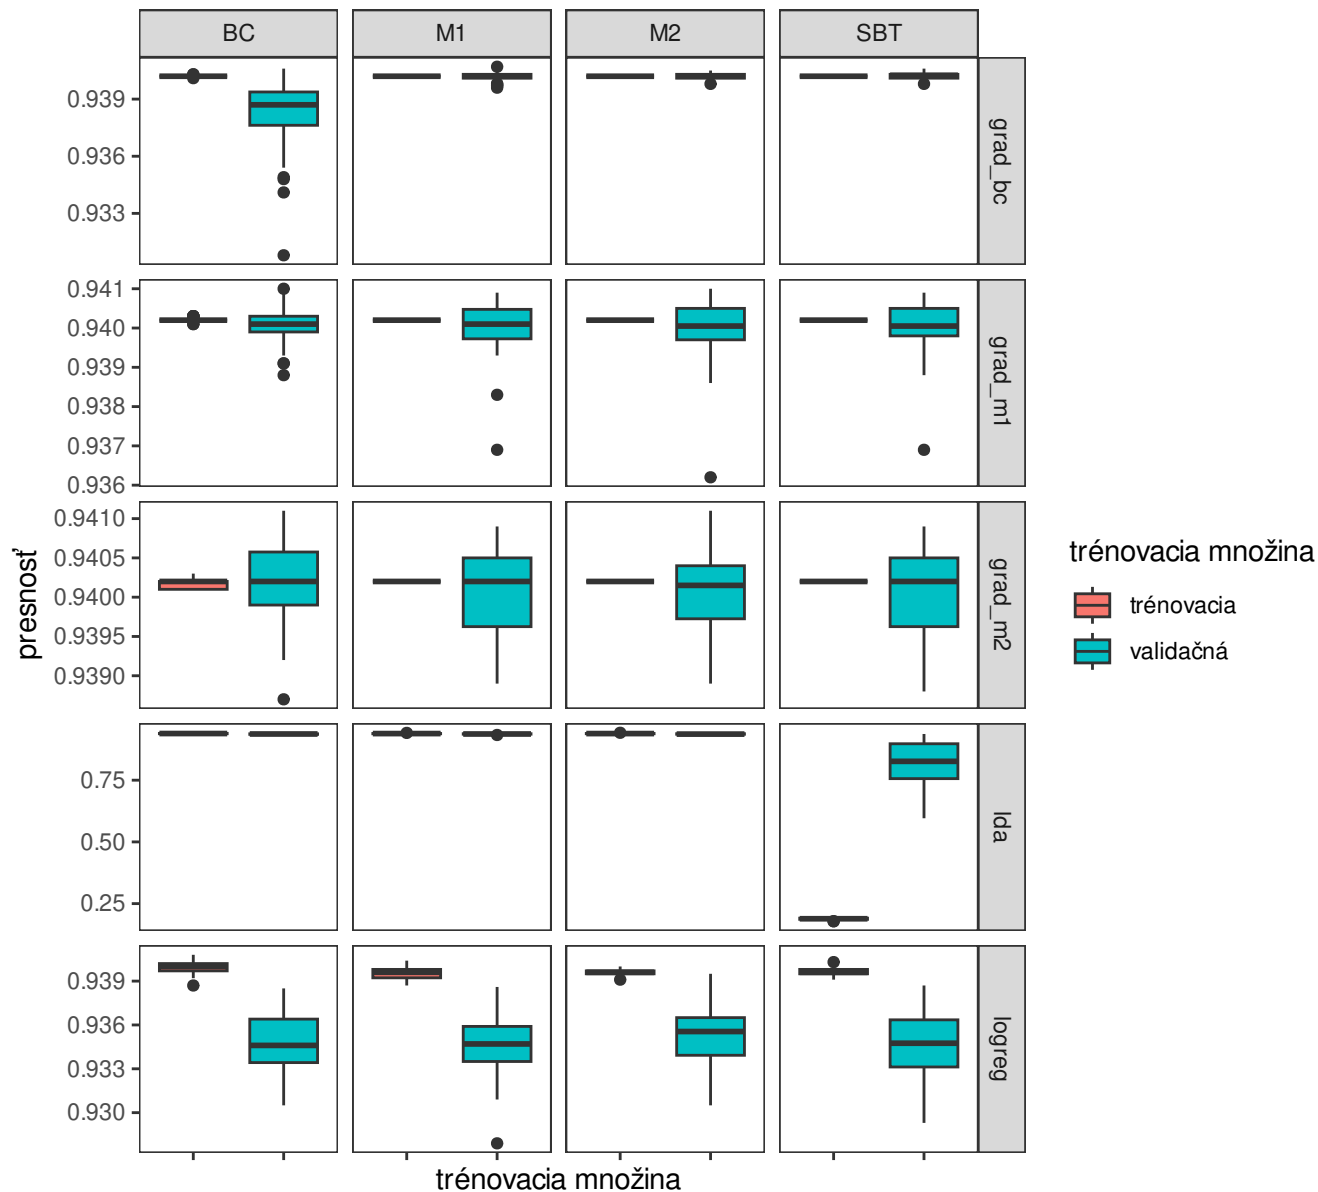 BC
M1
M2
SBT
0.939
0.936
0.933
grad_bc
0.941
0.940
0.939
0.938
0.937
0.936
grad_m1
0.9410
0.9405
0.9400
0.9395
0.9390
grad_m2
0.75
0.50
0.25
lda
0.939
0.936
0.933
0.930
logreg
presnosť
trénovacia množina
trénovacia množina
trénovacia
validačná